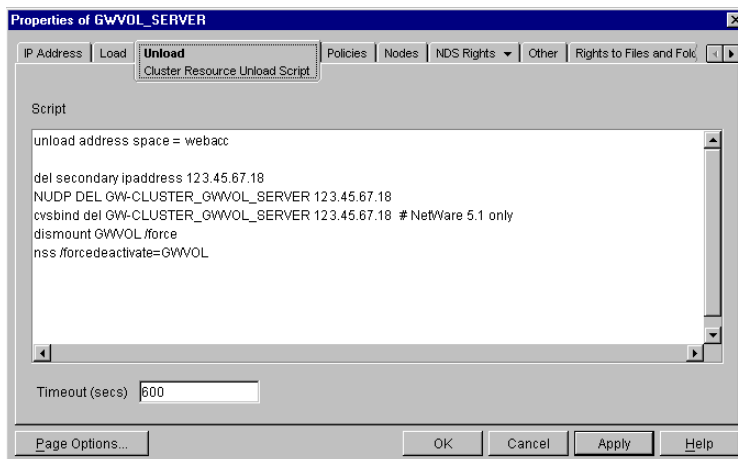 Properties of GWVOL_SERVER
IP Address Load Unload Policies Nodes NDS Rights Other Rights to Files and Fold
Cluster Resource Unload Script
Script
unload address space = webacc
del secondary ipaddress 123.45.67.18
NUDP DEL GW-CLUSTER_GWVOL_SERVER 123.45.67.18
cvsbind del GW-CLUSTER_GWVOL_SERVER 123.45.67.18 # NetWare 5.1 only
dismount GWVOL /force
nss /forcedeactivate=GWVOL
Timeout (secs) 600
Page Options... OK Cancel Apply Help